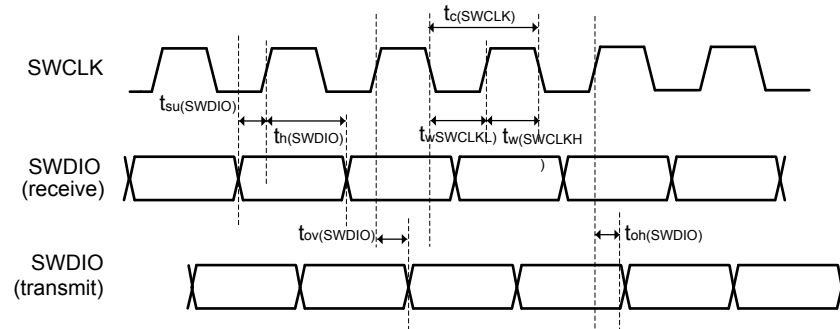 tc(SWCLK)
SWCLK
tsu(SWDIO)
th(SWDIO)
twSWCLKL)
tw(SWCLKH
)
SWDIO
(receive)
tov(SWDIO)
toh(SWDIO)
SWDIO
(transmit)